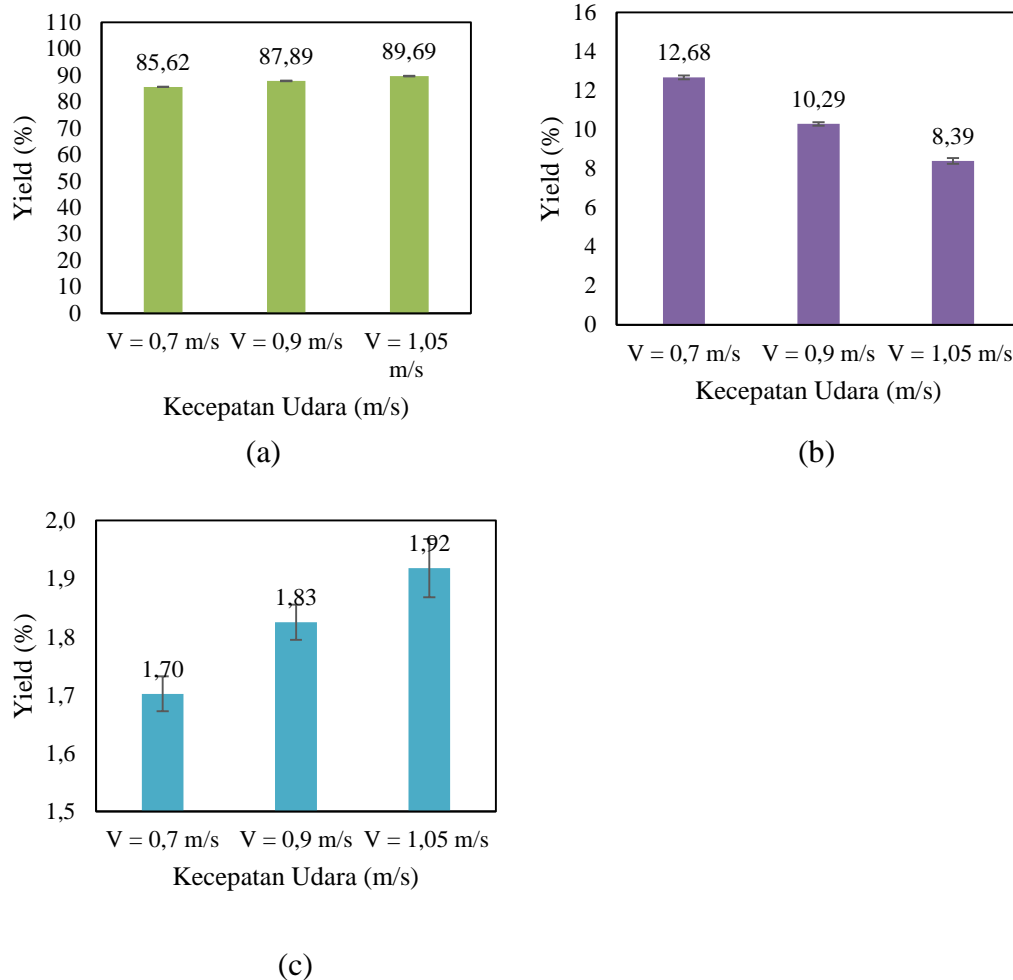 110
100
90
80
70
60
50
40
30
20
10
0
Yield (%)
85,62
87,89
89,69
V = 0,7 m/s V = 0,9 m/s V = 1,05
m/s
Kecepatan Udara (m/s)
(a)
16
14
12
10
8
6
4
2
0
Yield (%)
12,68
10,29
8,39
V = 0,7 m/s V = 0,9 m/s V = 1,05 m/s
Kecepatan Udara (m/s)
(b)
2,0
1,9
1,8
1,7
1,6
1,5
Yield (%)
1,70
1,83
1,92
V = 0,7 m/s V = 0,9 m/s V = 1,05 m/s
Kecepatan Udara (m/s)
(c)